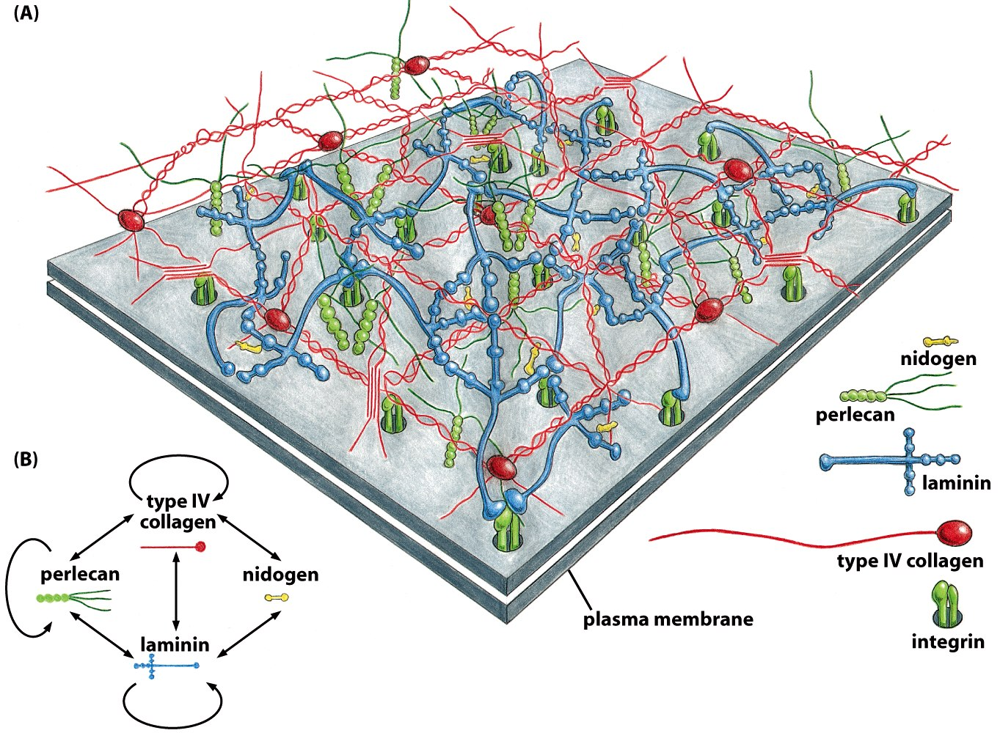 (A)
nidogen
perlecan
laminin
type IV collagen
integrin
plasma membrane
(B)
type IV
collagen
perlecan
nidogen
laminin